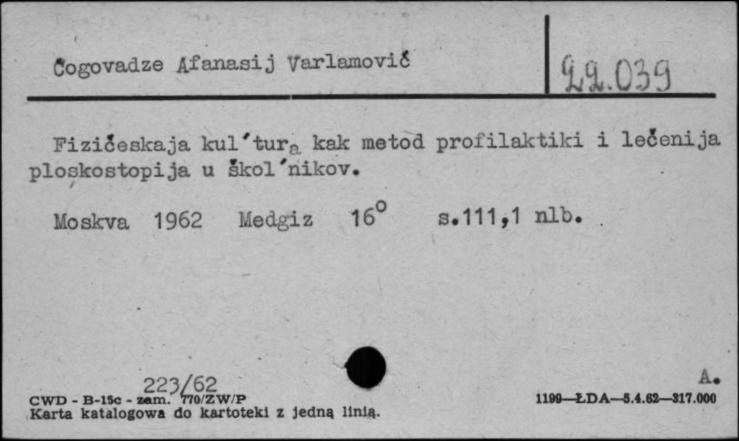 Čogovadze Afanasij Varlamovič
22.039
Fizičeskaja kul'tura kak metod profilaktiki i lečenija
ploskostopija u škol'nikov.
Moskva 1962 Medgiz 16° s.111,1 nlb.
223/62
A.
CWD - B-15c - zam. 770/ZW/P
1199—ŁDA—5.4.62—317.000
Karta katalogowa do kartoteki z jedną linią.